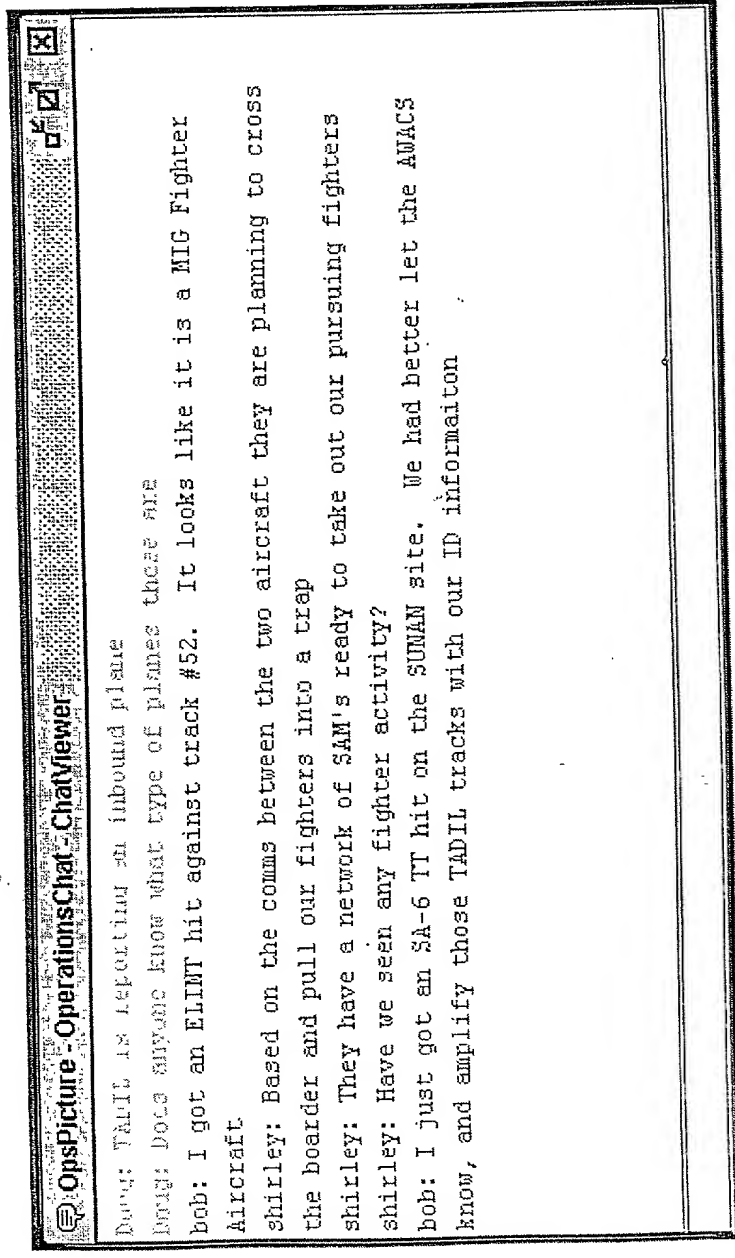 OpsPicture - OperationsChat - ChatViewer
Doug: TADIL is reporting an inbound plane
Doug: Does anyone know what type of planes those are
bob: I got an ELINT hit against track #52.  It looks like it is a MIG Fighter
Aircraft
shirley: Based on the comms between the two aircraft they are planning to cross
the boarder and pull our fighters into a trap
shirley: They have a network of SAM's ready to take out our pursuing fighters
shirley: Have we seen any fighter activity?
bob: I just got an SA-6 TT hit on the SUNAN site.  We had better let the AWACS
know, and amplify those TADIL tracks with our ID informaiton